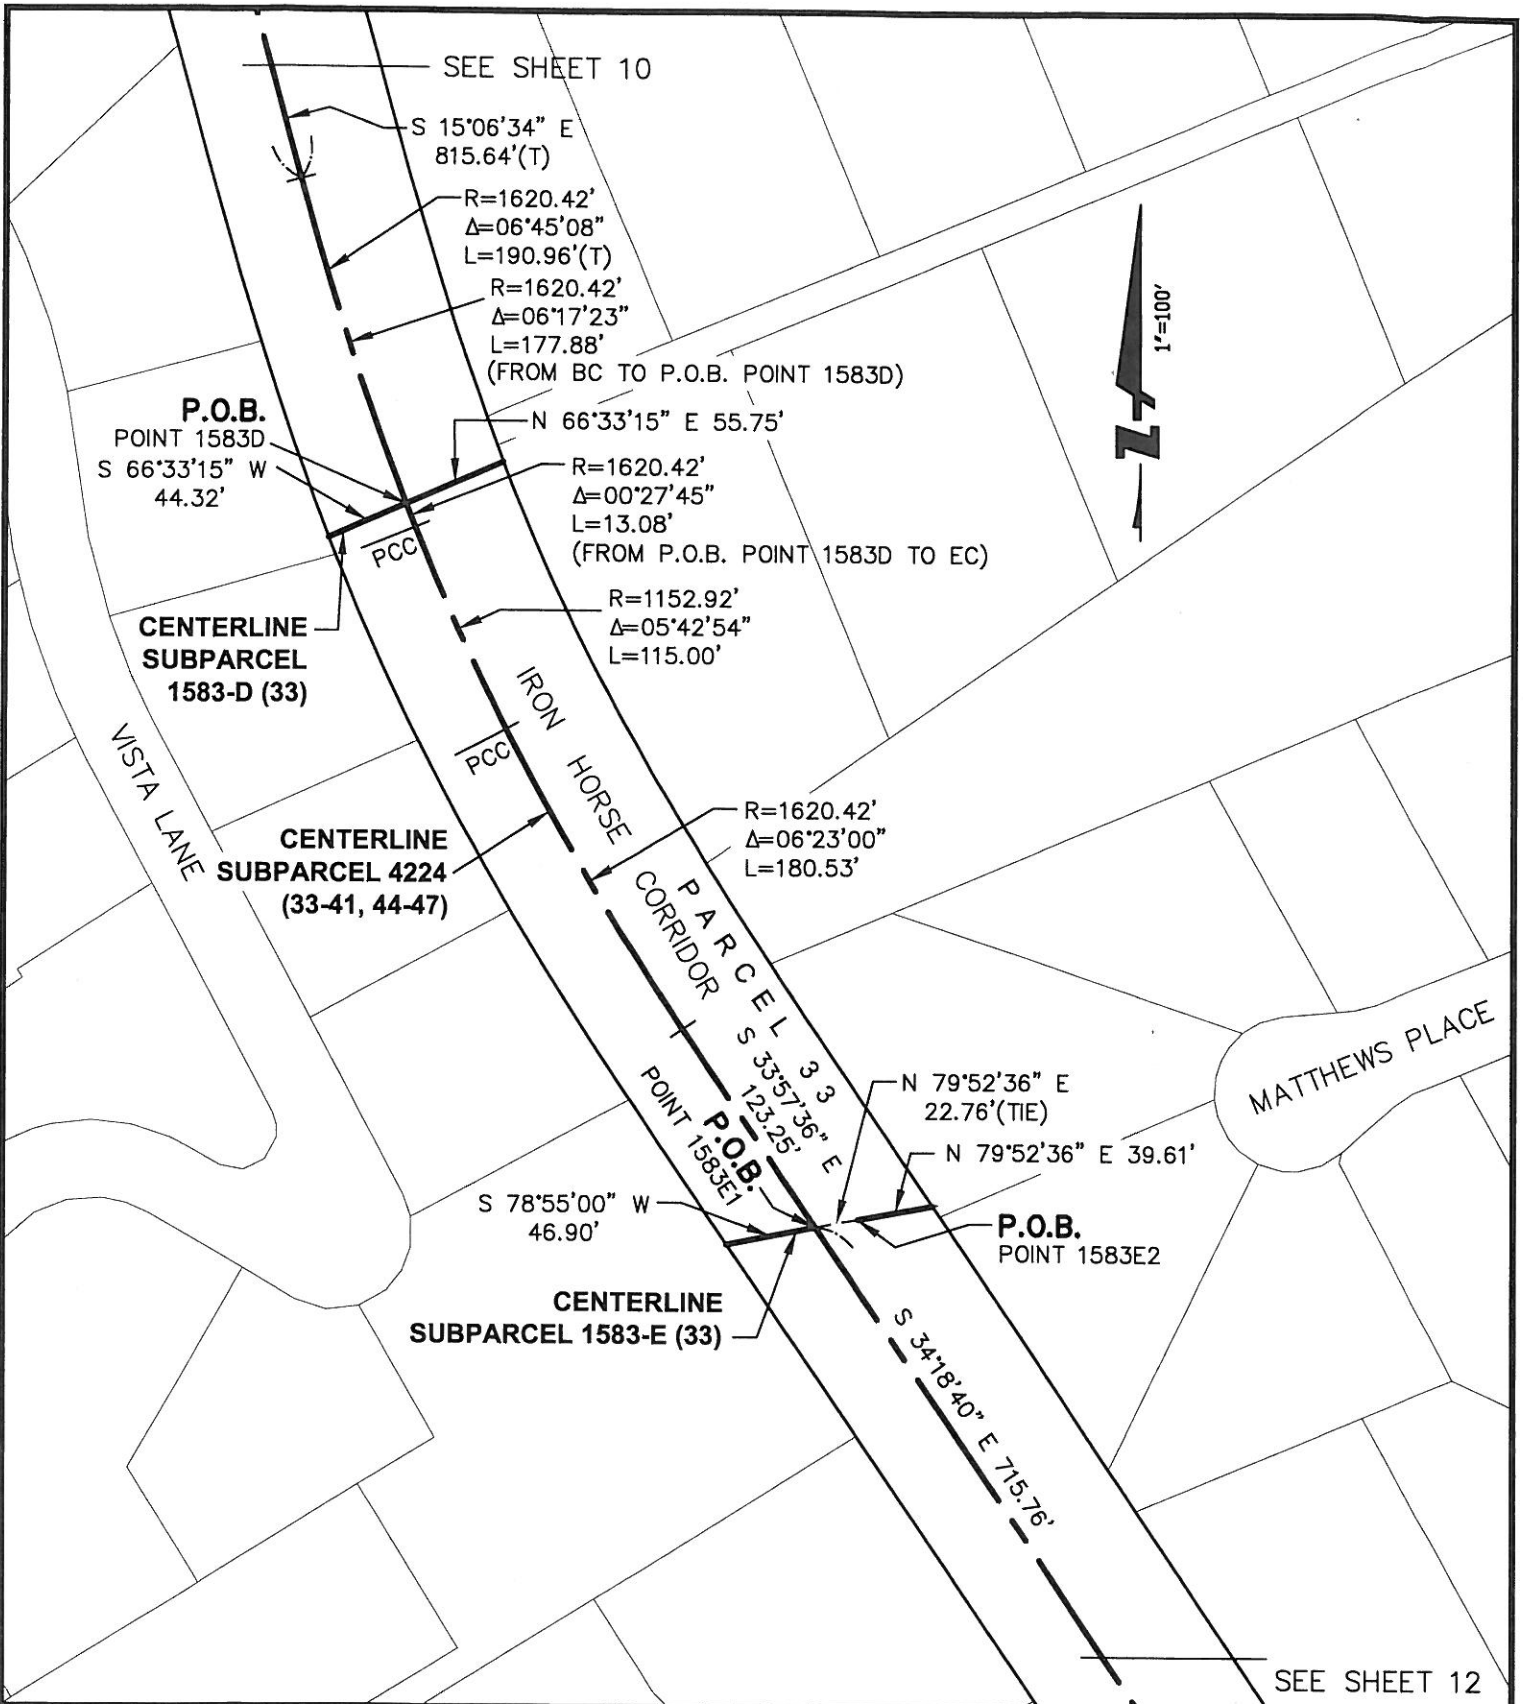 SEE SHEET 10
S 15°06'34" E
815.64'(T)
R=1620.42'
Δ=06°45'08"
L=190.96'(T)
R=1620.42'
Δ=06°17'23"
L=177.88'
(FROM BC TO P.O.B. POINT 1583D)
1"=100'
P.O.B.
POINT 1583D
S 66°33'15" W
44.32'
N 66°33'15" E 55.75'
R=1620.42'
Δ=00°27'45"
L=13.08'
(FROM P.O.B. POINT 1583D TO EC)
PCC
R=1152.92'
Δ=05°42'54"
L=115.00'
CENTERLINE
SUBPARCEL
1583-D (33)
VISTA LANE
IRON HORSE
CORRIDOR
PCC
R=1620.42'
Δ=06°23'00"
L=180.53'
CENTERLINE
SUBPARCEL 4224
(33-41, 44-47)
PARCEL 33
S 33°57'36" E
123.25'
P.O.B.
POINT 1583E1
N 79°52'36" E
22.76'(TIE)
N 79°52'36" E 39.61'
MATTHEWS PLACE
S 78°55'00" W
46.90'
P.O.B.
POINT 1583E2
CENTERLINE
SUBPARCEL 1583-E (33)
S 34°18'40" E 715.76'
SEE SHEET 12
Z